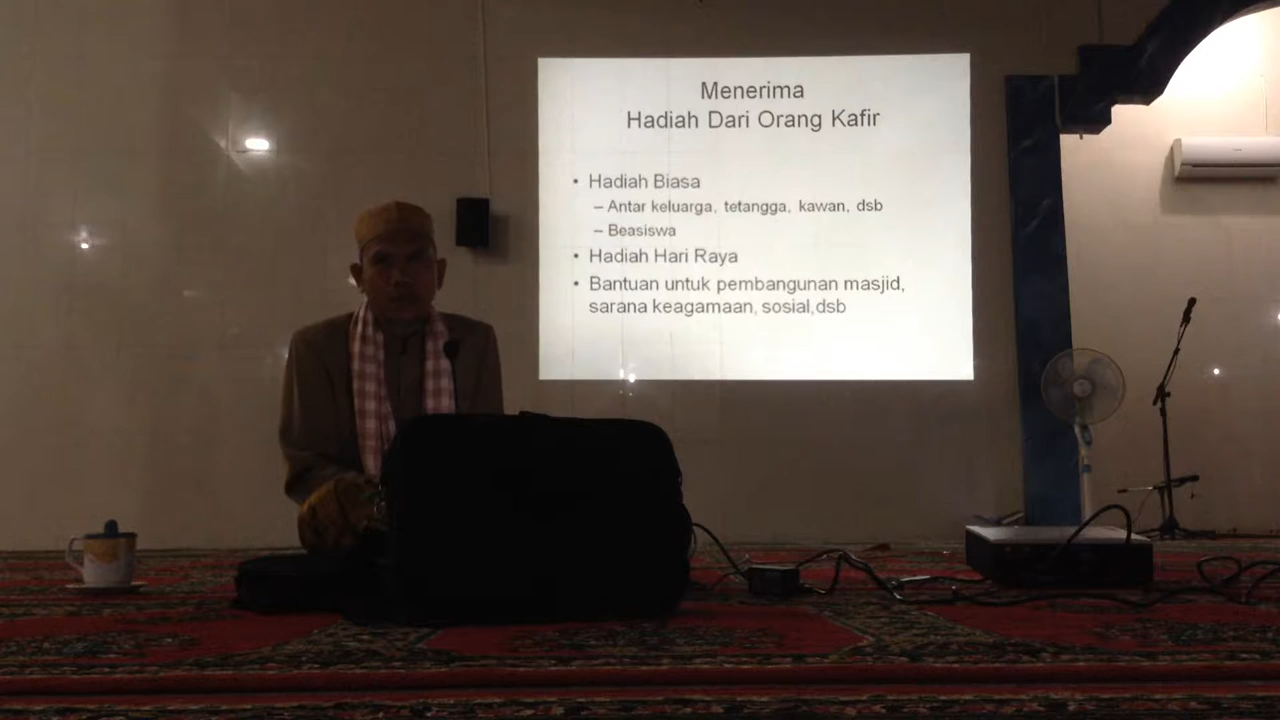 Menerima
Hadiah Dari Orang Kafir
• Hadiah Biasa
– Antar keluarga, tetangga, kawan, dsb
– Beasiswa
• Hadiah Hari Raya
• Bantuan untuk pembangunan masjid,
sarana keagamaan, sosial,dsb